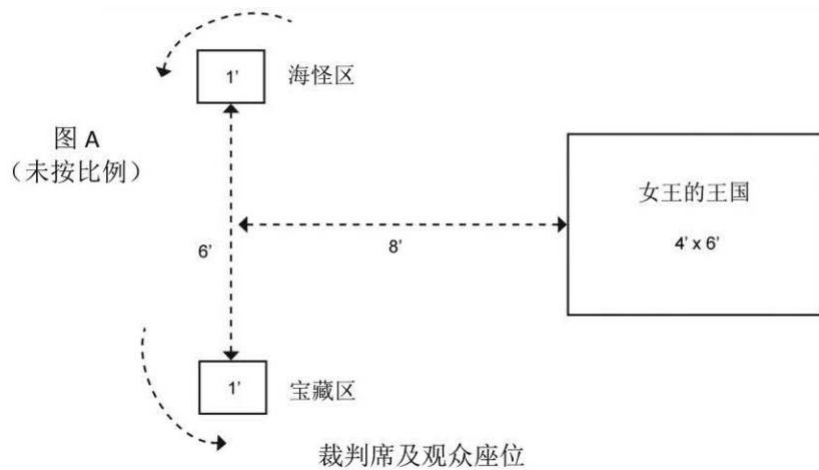 1'
海怪区
图 A
（未按比例）
女王的王国
4' x 6'
6'
8'
1'
宝藏区
裁判席及观众座位